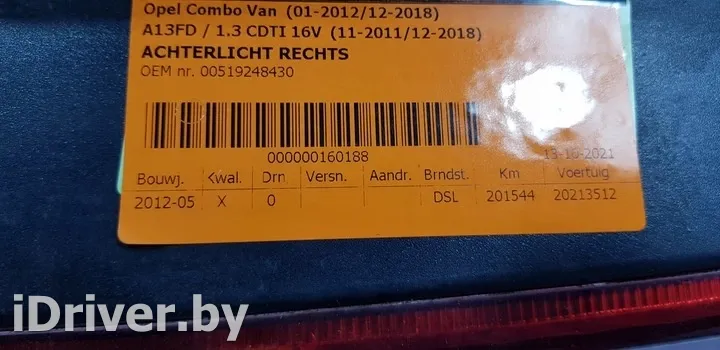 Opel Combo Van (01-2012/12-2018)
A13FD / 1.3 CDTI 16V (11-2011/12-2018)
ACHTERLICHT RECHTS
OEM nr. 00519248430
000000160188
13-10-2021
Bouwj. Kwal. Drn. Versn. Aandr. Brndst. Km Voertuig
2012-05 X 0 DSL 201544 20213512
iDriver.by